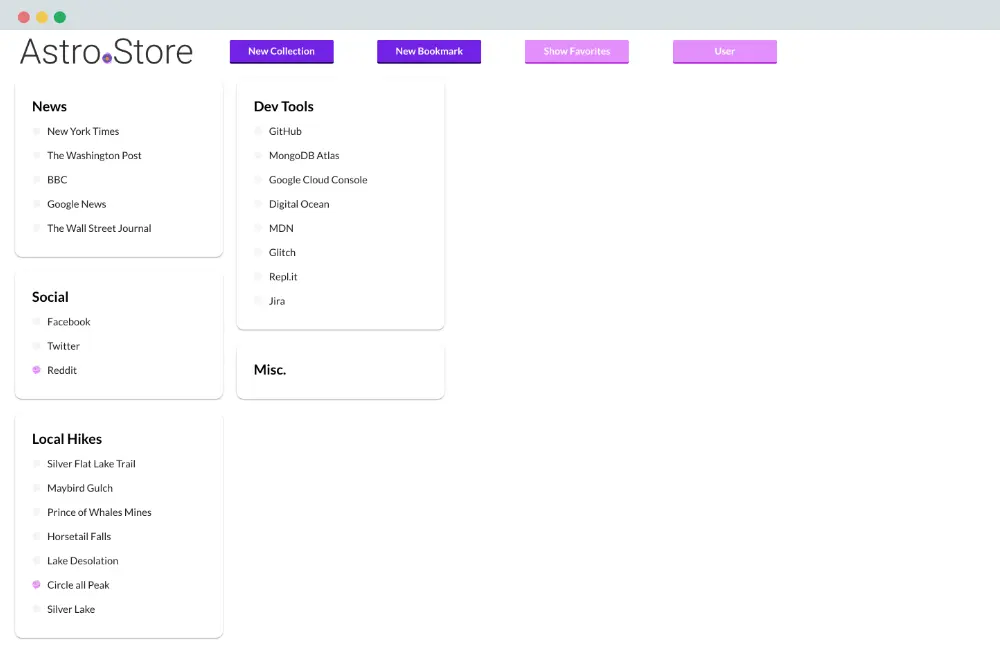 Astro.Store
New Collection
New Bookmark
Show Favorites
User
News
New York Times
The Washington Post
BBC
Google News
The Wall Street Journal
Social
Facebook
Twitter
Reddit
Local Hikes
Silver Flat Lake Trail
Maybird Gulch
Prince of Whales Mines
Horsetail Falls
Lake Desolation
Circle all Peak
Silver Lake
Dev Tools
GitHub
MongoDB Atlas
Google Cloud Console
Digital Ocean
MDN
Glitch
Repl.it
Jira
Misc.